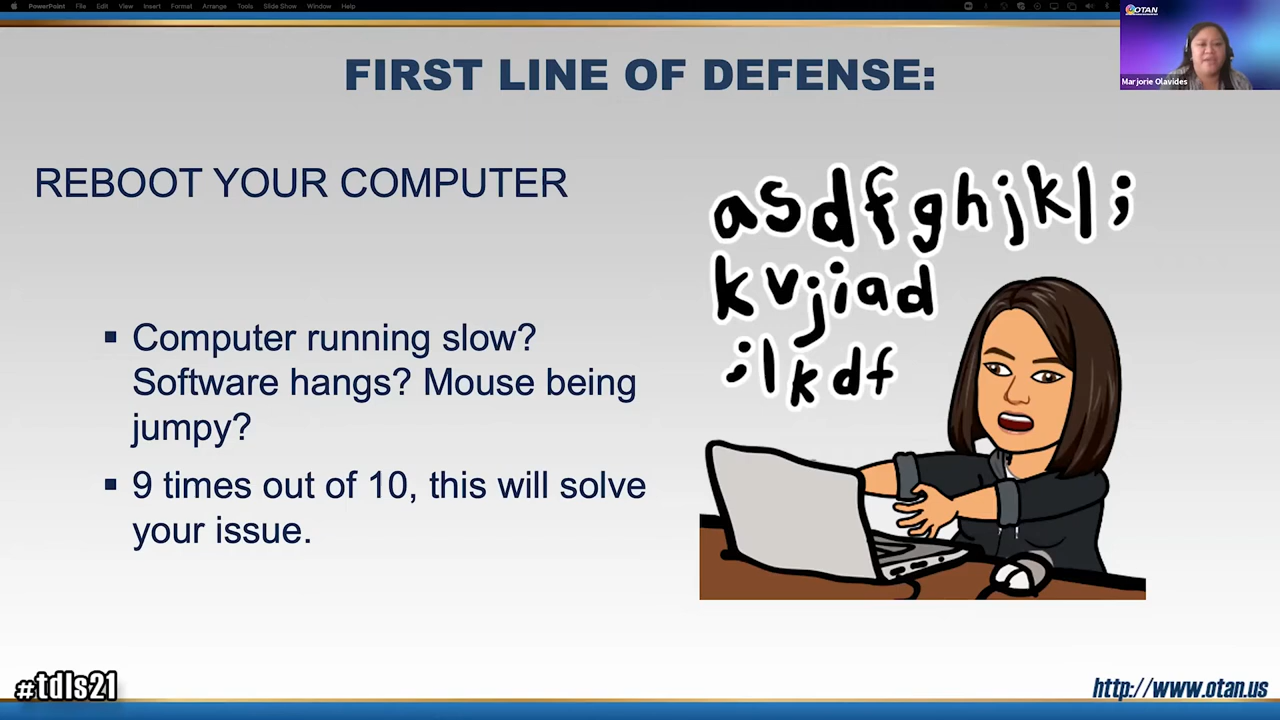 PowerPoint File Edit View Insert Format Arrange Tools Slide Show Window Help
OTAN
Marjorie Olavides
FIRST LINE OF DEFENSE:
REBOOT YOUR COMPUTER
▪ Computer running slow?
Software hangs? Mouse being
jumpy?
▪ 9 times out of 10, this will solve
your issue.
asdfghjkl;
kvjiad
;lkdf
#tdls21
http://www.otan.us